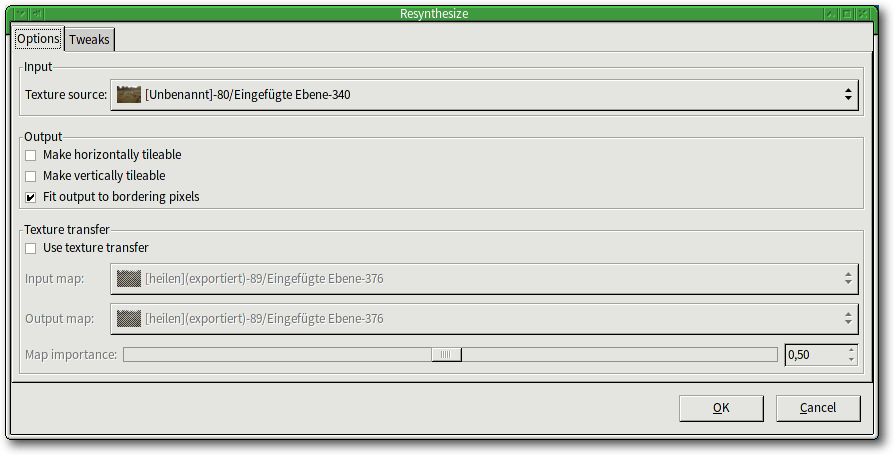 Resynthesize
Options Tweaks
Input
Texture source: [Unbenannt]-80/Eingefügte Ebene-340
Output
Make horizontally tileable
Make vertically tileable
Fit output to bordering pixels
Texture transfer
Use texture transfer
Input map: [heilen](exportiert)-89/Eingefügte Ebene-376
Output map: [heilen](exportiert)-89/Eingefügte Ebene-376
Map importance: 0,50
OK Cancel